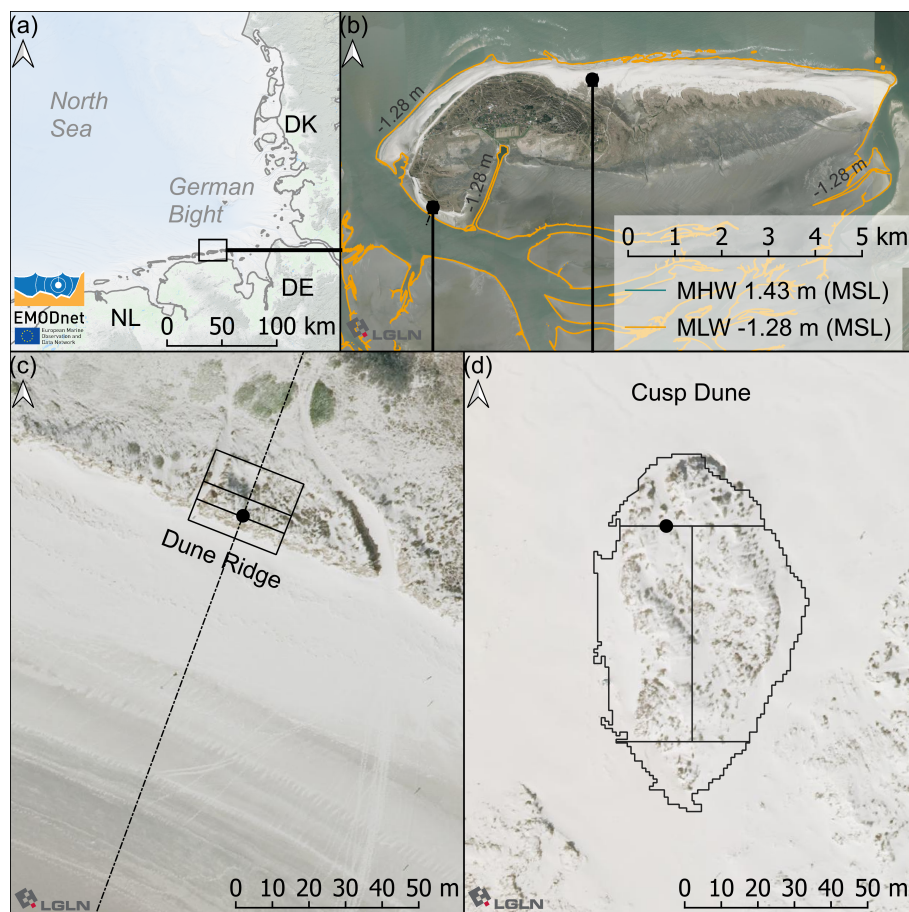 (a)
North
Sea
DK
German
Bight
DE
NL
0 50 100 km
EMODnet
European Marine
Observation and
Data Network
(b)
-1.28 m
-1.28 m
-1.28 m
0 1 2 3 4 5 km
MHW 1.43 m (MSL)
MLW -1.28 m (MSL)
LGLN
(c)
Dune Ridge
0 10 20 30 40 50 m
LGLN
(d)
Cusp Dune
0 10 20 30 40 50 m
LGLN